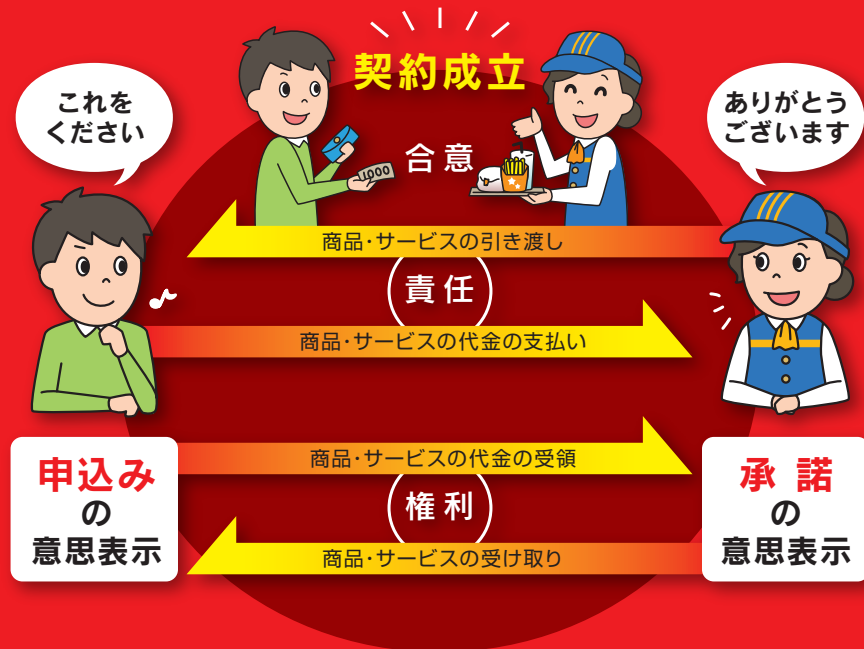 契約成立
これを
ください
ありがとう
ございます
合意
1000
商品・サービスの引き渡し
責任
商品・サービスの代金の支払い
商品・サービスの代金の受領
権利
商品・サービスの受け取り
申込み
の
意思表示
承諾
の
意思表示